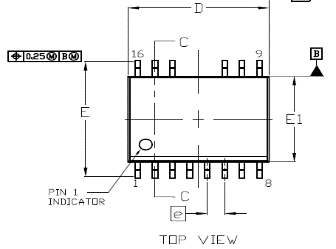 D
16
C
9
⌖ 0.25 Ⓜ B Ⓜ
B
E
E1
PIN 1
INDICATOR
1
C
8
e
TOP VIEW